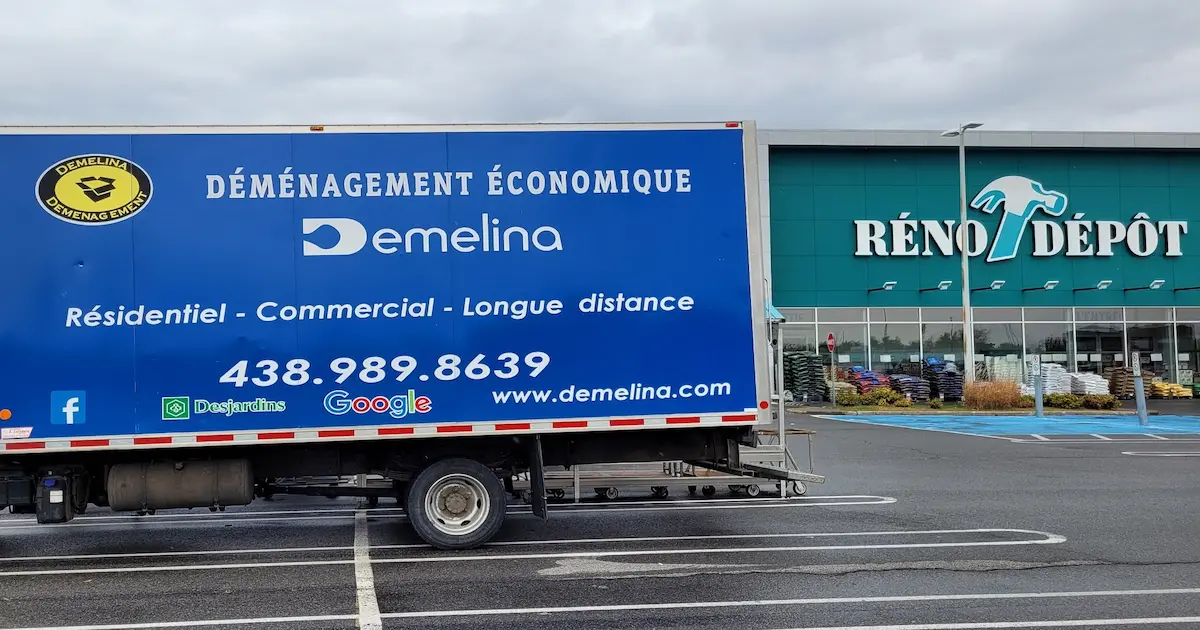 DEMELINA
DEMENAGEMENT
DÉMÉNAGEMENT ÉCONOMIQUE
Demelina
Résidentiel - Commercial - Longue distance
438.989.8639
f
Desjardins
Google
www.demelina.com
RÉNO DÉPÔT